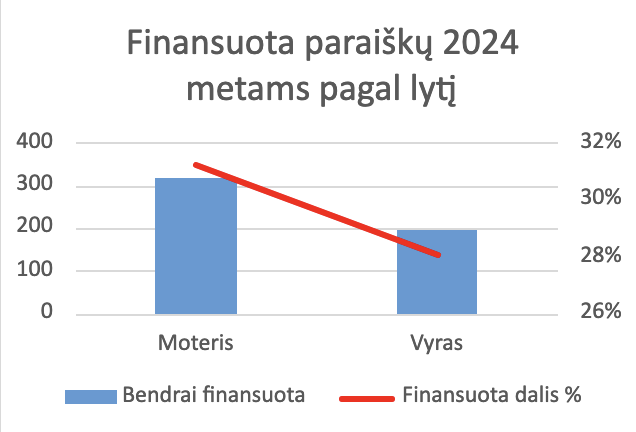 Finansuota paraiškų 2024
metams pagal lytį
400 32%
300 30%
200 28%
100 26%
0
Moteris Vyras
Bendrai finansuota Finansuota dalis %